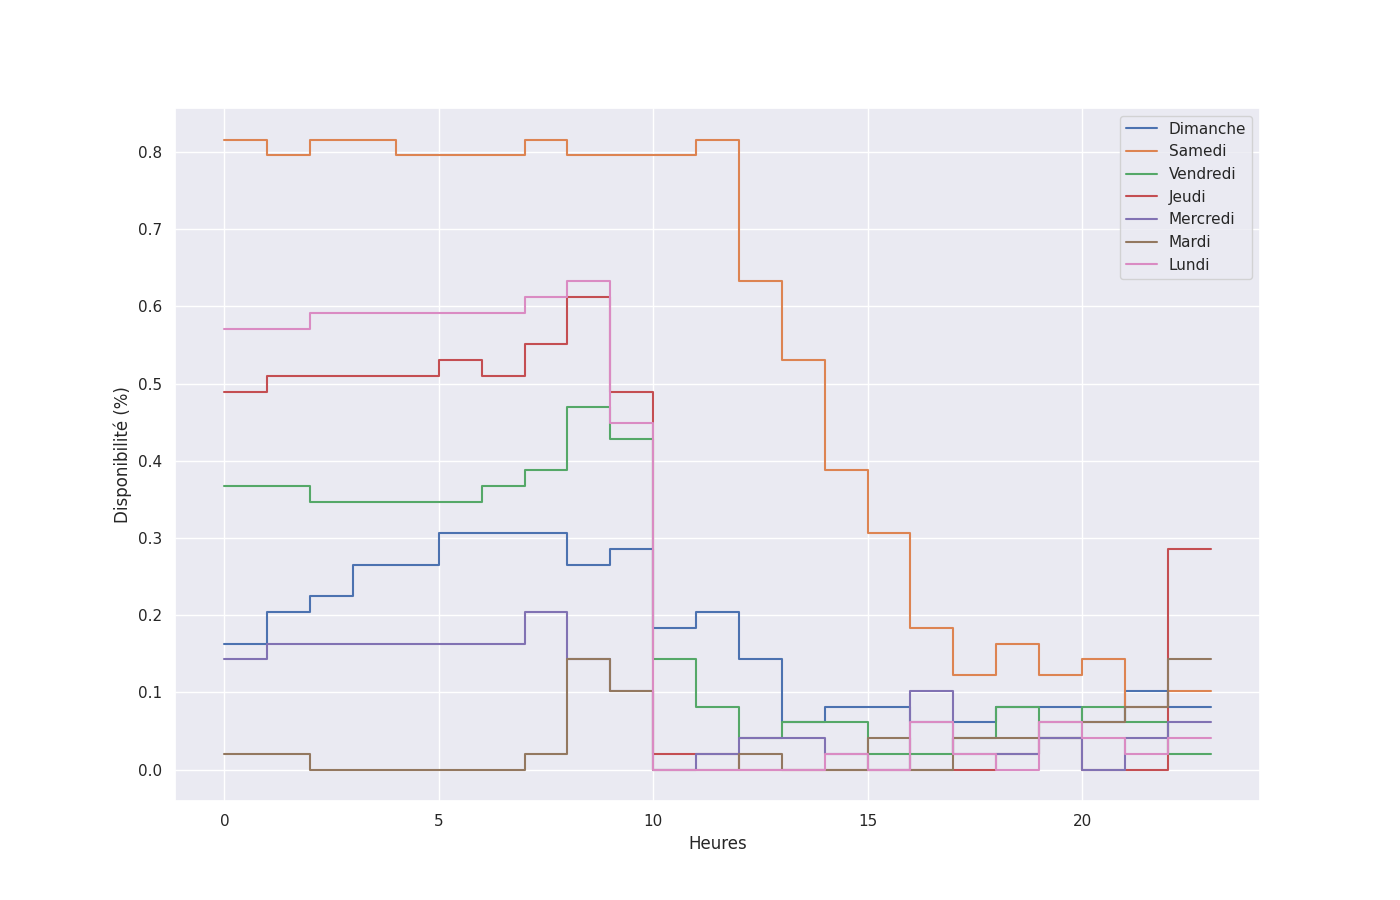 Dimanche
Samedi
Vendredi
Jeudi
Mercredi
Mardi
Lundi
0.8
0.7
0.6
0.5
0.4
0.3
0.2
0.1
0.0
Disponibilité (%)
0 5 10 15 20
Heures